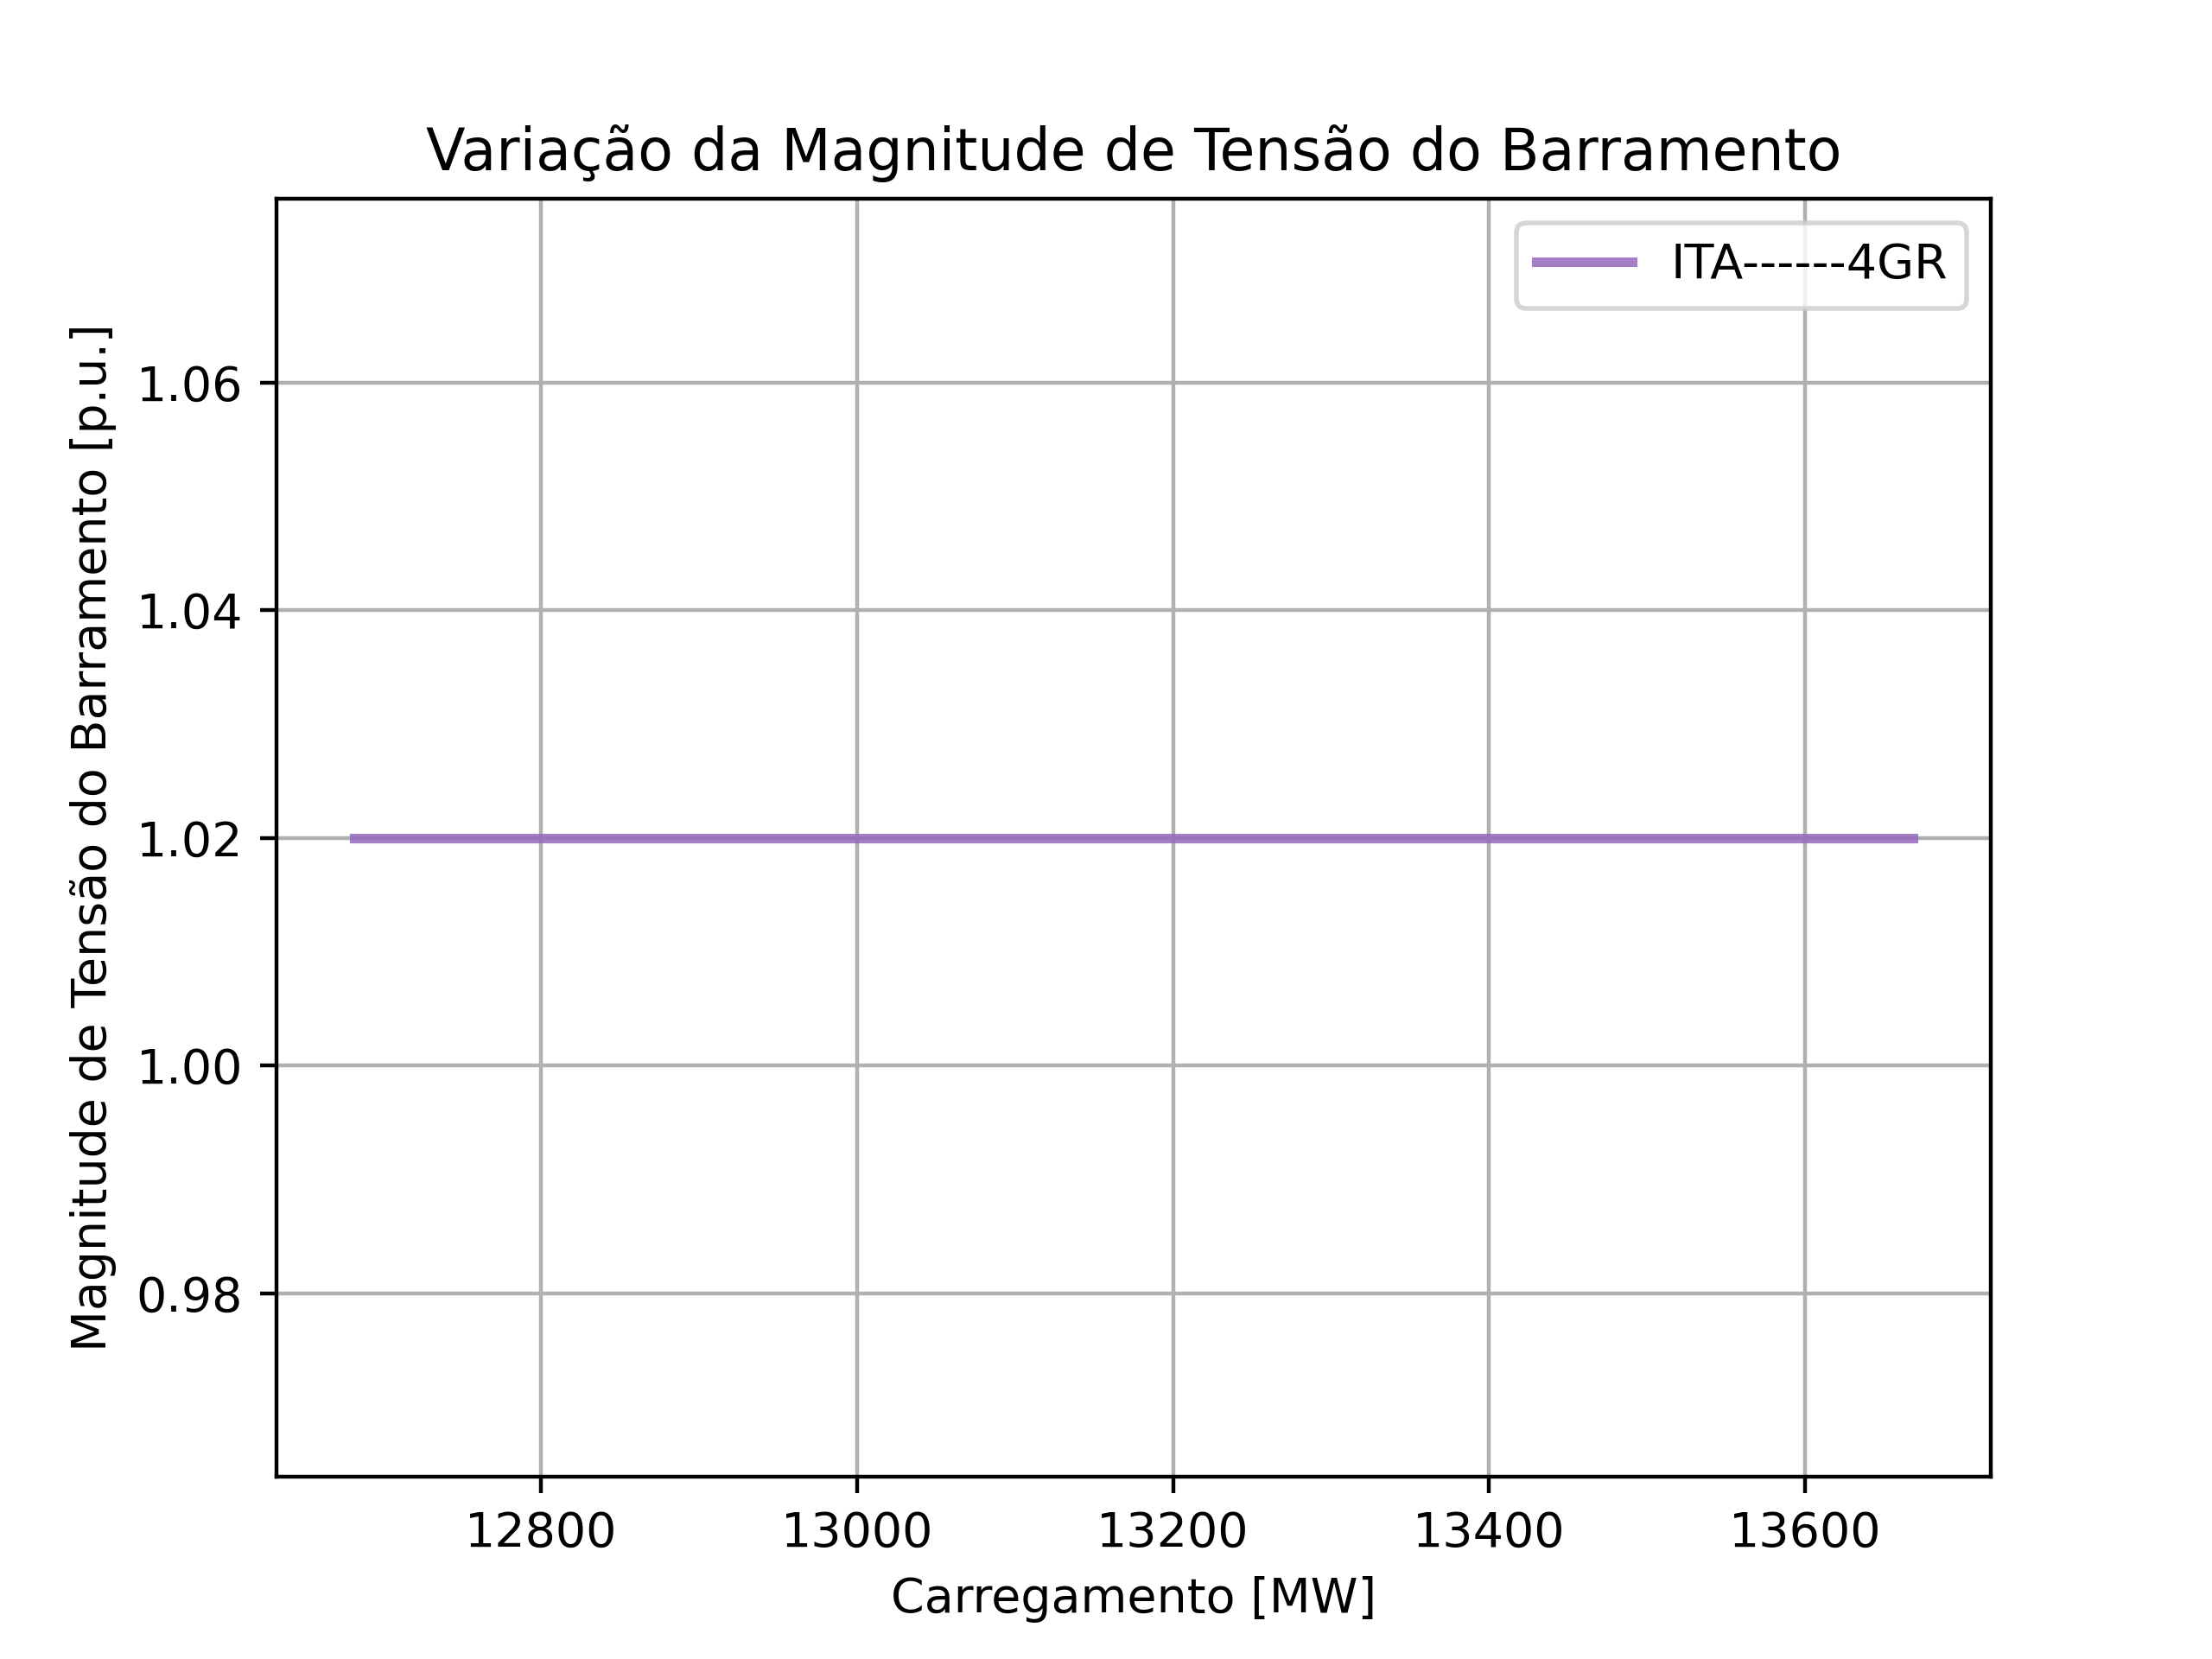 Variação da Magnitude de Tensão do Barramento
ITA------4GR
Magnitude de Tensão do Barramento [p.u.]
1.06
1.04
1.02
1.00
0.98
12800 13000 13200 13400 13600
Carregamento [MW]